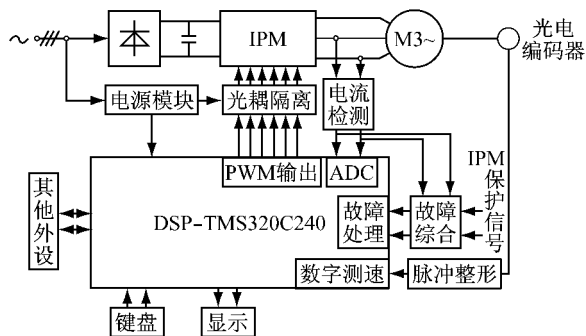 IPM
M3~
光电
编码器
电源模块
光耦隔离
电流
检测
PWM输出
ADC
IPM
保
护
信
号
其
他
外
设
DSP-TMS320C240
故障
处理
故障
综合
数字测速
脉冲整形
键盘
显示